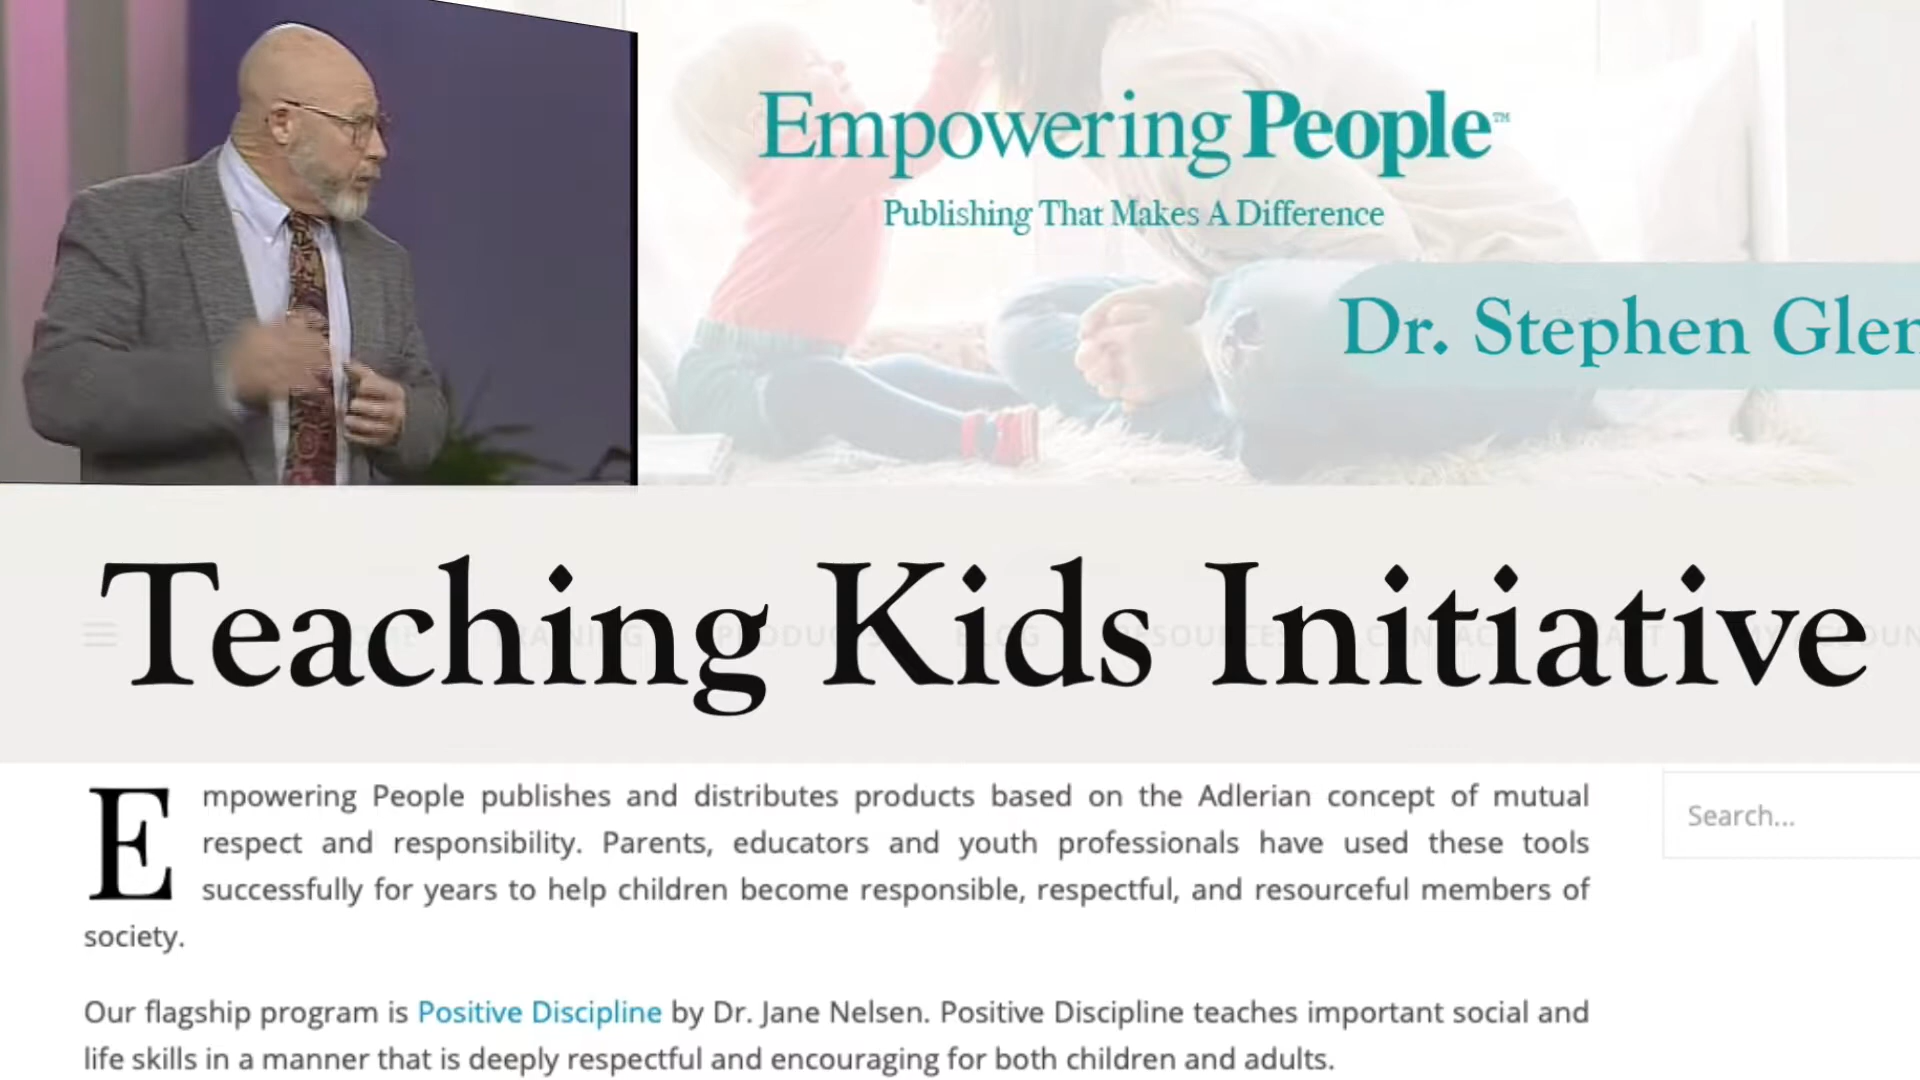 Empowering People™
Publishing That Makes A Difference
Dr. Stephen
Teaching Kids Initiative
Empowering People publishes and distributes products based on the Adlerian concept of mutual
respect and responsibility. Parents, educators and youth professionals have used these tools
successfully for years to help children become responsible, respectful, and resourceful members of
society.
Search...
Our flagship program is Positive Discipline by Dr. Jane Nelsen. Positive Discipline teaches important social and
life skills in a manner that is deeply respectful and encouraging for both children and adults.